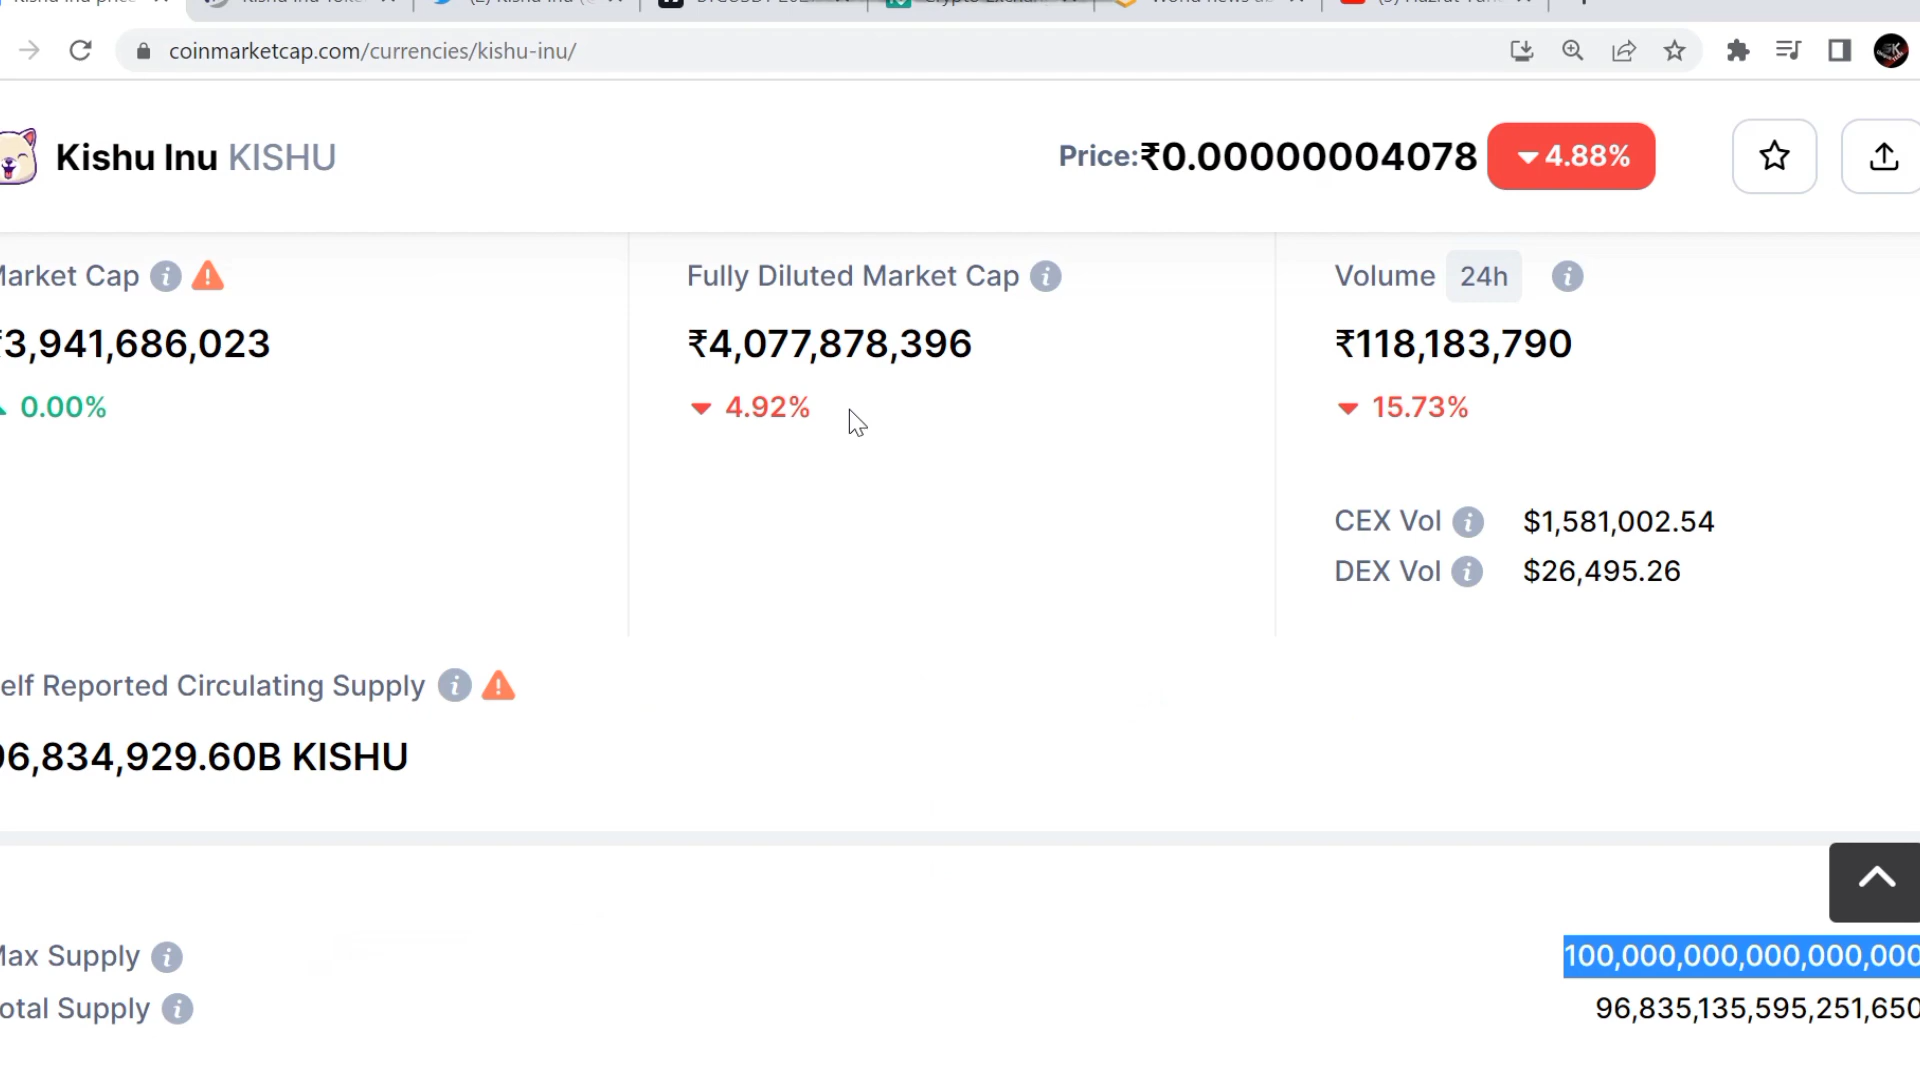 coinmarketcap.com/currencies/kishu-inu/
Kishu Inu KISHU
Price:₹0.00000004078
4.88%
Market Cap
Fully Diluted Market Cap
Volume 24h
₹3,941,686,023
₹4,077,878,396
₹118,183,790
0.00%
4.92%
15.73%
CEX Vol $1,581,002.54
DEX Vol $26,495.26
elf Reported Circulating Supply
96,834,929.60B KISHU
Max Supply
100,000,000,000,000,000
otal Supply
96,835,135,595,251,650